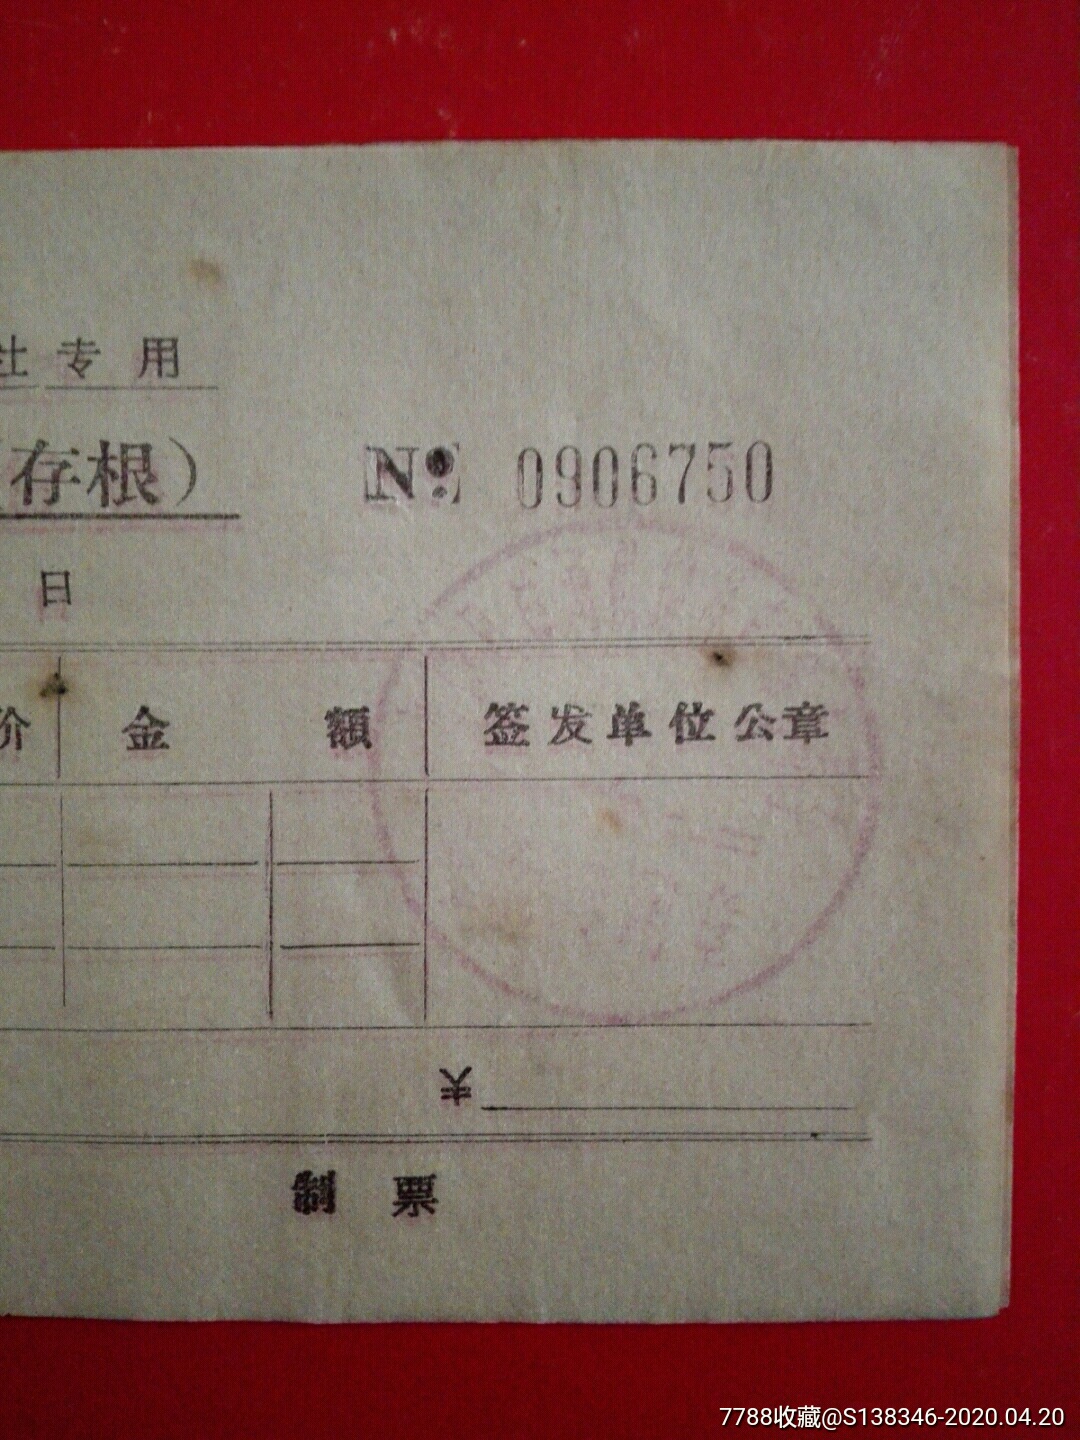 社专用
(存根)
№ 0906750
日
价 金 額 签发单位公章
¥
制 票
7788收藏@S138346-2020.04.20